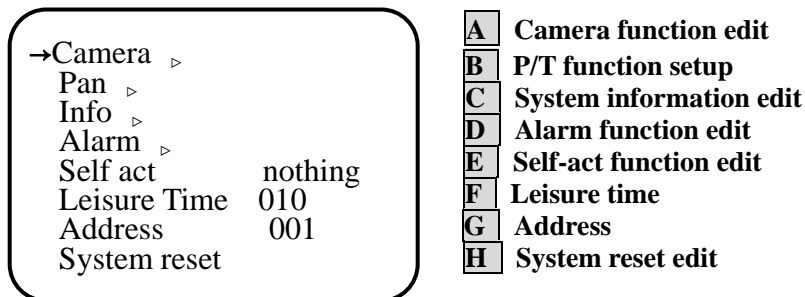 →Camera ▷
Pan ▷
Info ▷
Alarm ▷
Self act nothing
Leisure Time 010
Address 001
System reset
A Camera function edit
B P/T function setup
C System information edit
D Alarm function edit
E Self-act function edit
F Leisure time
G Address
H System reset edit